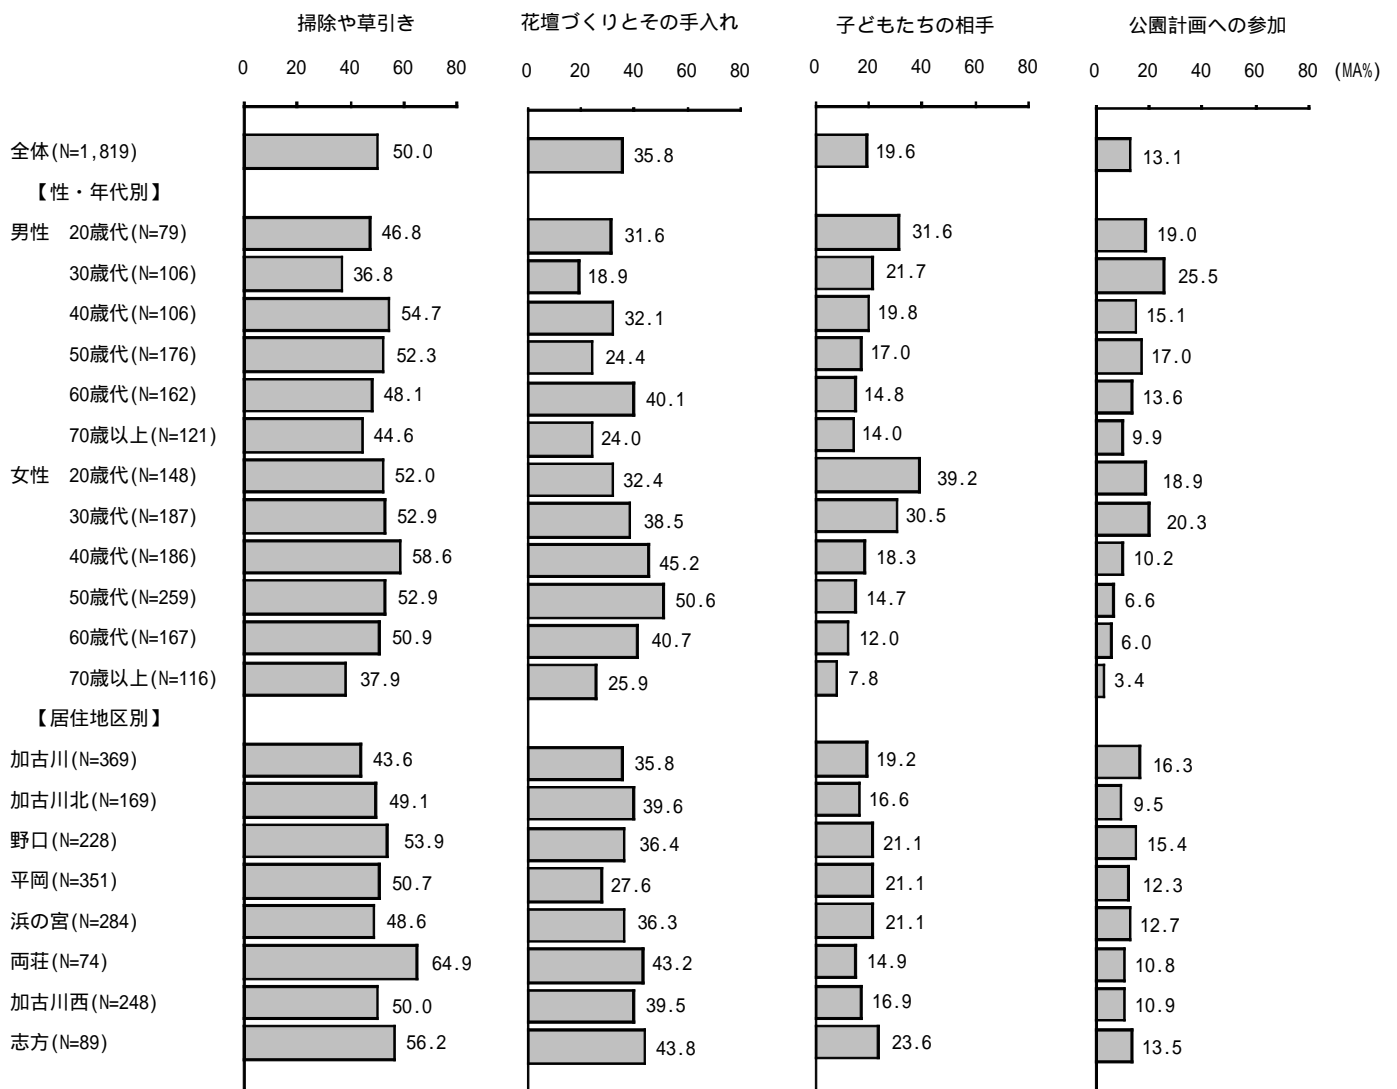 掃除や草引き 花壇づくりとその手入れ 子どもたちの相手 公園計画への参加
0 20 40 60 80 0 20 40 60 80 0 20 40 60 80 0 20 40 60 80 (MA%)
全体(N=1,819) 50.0 35.8 19.6 13.1
【性・年代別】
男性 20歳代(N=79) 46.8 31.6 31.6 19.0
30歳代(N=106) 36.8 18.9 21.7 25.5
40歳代(N=106) 54.7 32.1 19.8 15.1
50歳代(N=176) 52.3 24.4 17.0 17.0
60歳代(N=162) 48.1 40.1 14.8 13.6
70歳以上(N=121) 44.6 24.0 14.0 9.9
女性 20歳代(N=148) 52.0 32.4 39.2 18.9
30歳代(N=187) 52.9 38.5 30.5 20.3
40歳代(N=186) 58.6 45.2 18.3 10.2
50歳代(N=259) 52.9 50.6 14.7 6.6
60歳代(N=167) 50.9 40.7 12.0 6.0
70歳以上(N=116) 37.9 25.9 7.8 3.4
【居住地区別】
加古川(N=369) 43.6 35.8 19.2 16.3
加古川北(N=169) 49.1 39.6 16.6 9.5
野口(N=228) 53.9 36.4 21.1 15.4
平岡(N=351) 50.7 27.6 21.1 12.3
浜の宮(N=284) 48.6 36.3 21.1 12.7
両荘(N=74) 64.9 43.2 14.9 10.8
加古川西(N=248) 50.0 39.5 16.9 10.9
志方(N=89) 56.2 43.8 23.6 13.5